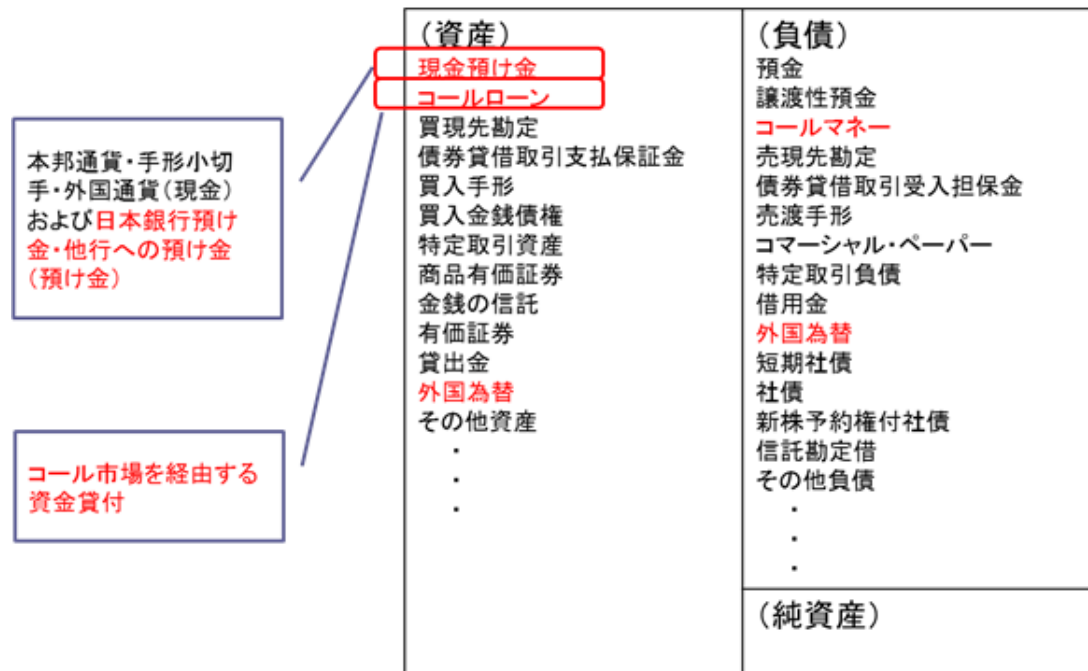 本邦通貨・手形小切
手・外国通貨(現金)
および日本銀行預け
金・他行への預け金
(預け金)
コール市場を経由する
資金貸付
(資産)
現金預け金
コールローン
買現先勘定
債券貸借取引支払保証金
買入手形
買入金銭債権
特定取引資産
商品有価証券
金銭の信託
有価証券
貸出金
外国為替
その他資産
・
・
・
(負債)
預金
譲渡性預金
コールマネー
売現先勘定
債券貸借取引受入担保金
売渡手形
コマーシャル・ペーパー
特定取引負債
借用金
外国為替
短期社債
社債
新株予約権付社債
信託勘定借
その他負債
・
・
・
(純資産)